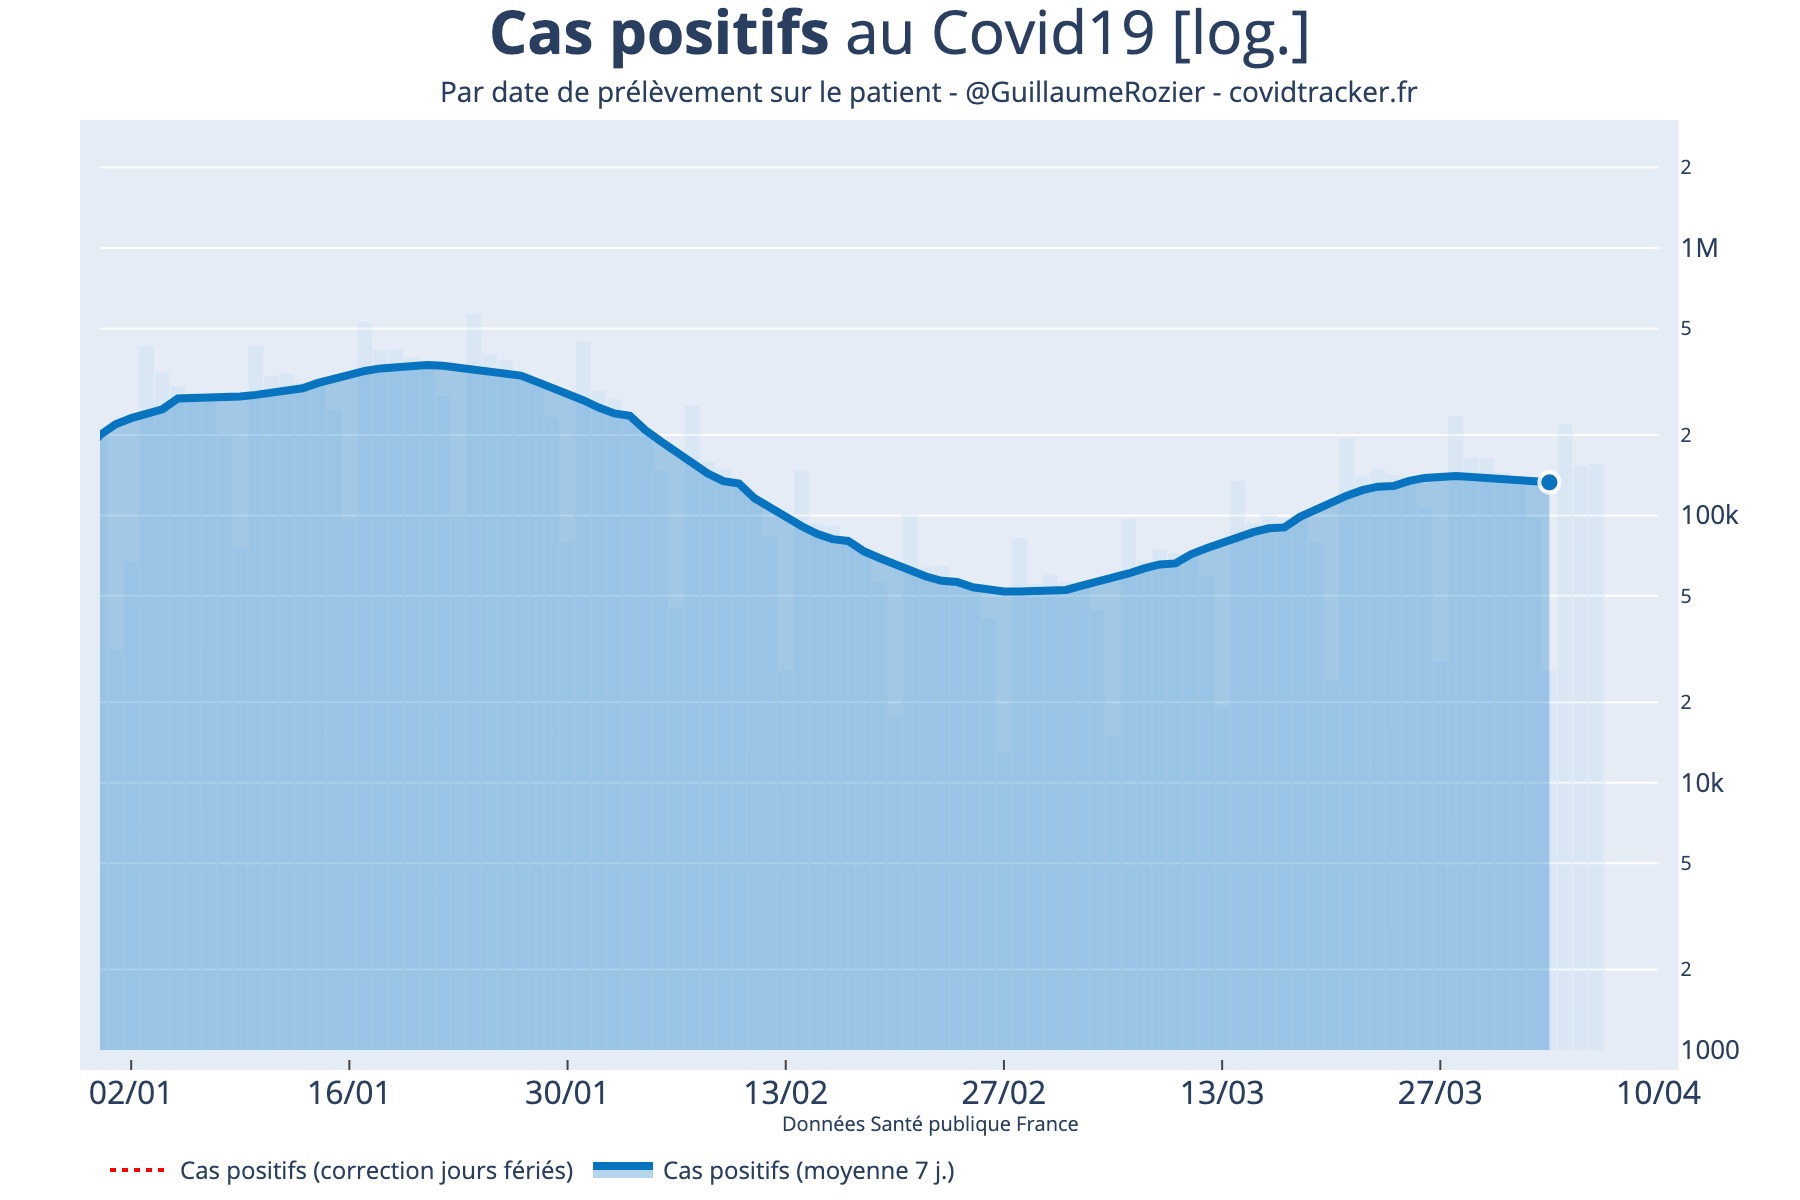 Cas positifs au Covid19 [log.]
Par date de prélèvement sur le patient - @GuillaumeRozier - covidtracker.fr
2
1M
5
2
100k
5
2
10k
5
2
1000
02/01 16/01 30/01 13/02 27/02 13/03 27/03 10/04
Données Santé publique France
Cas positifs (correction jours fériés) Cas positifs (moyenne 7 j.)